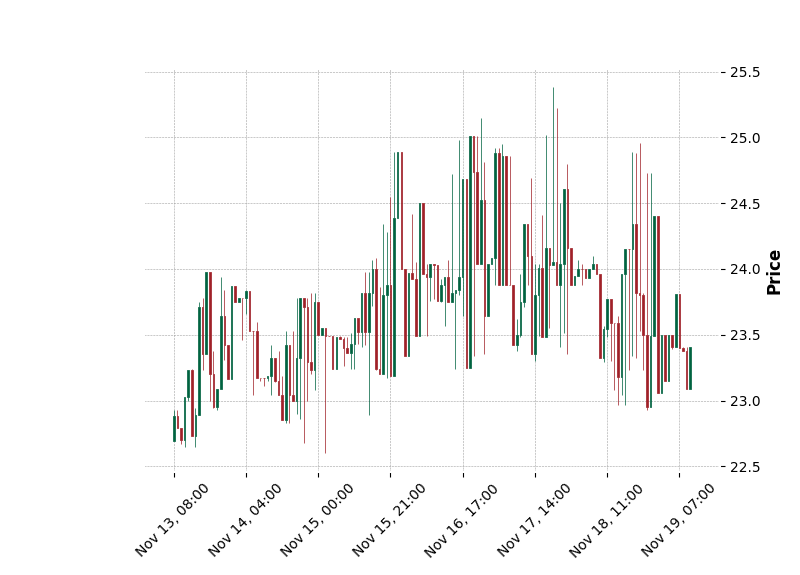 25.5
25.0
24.5
24.0
23.5
23.0
22.5
Price
Nov 13, 08:00
Nov 14, 04:00
Nov 15, 00:00
Nov 15, 21:00
Nov 16, 17:00
Nov 17, 14:00
Nov 18, 11:00
Nov 19, 07:00